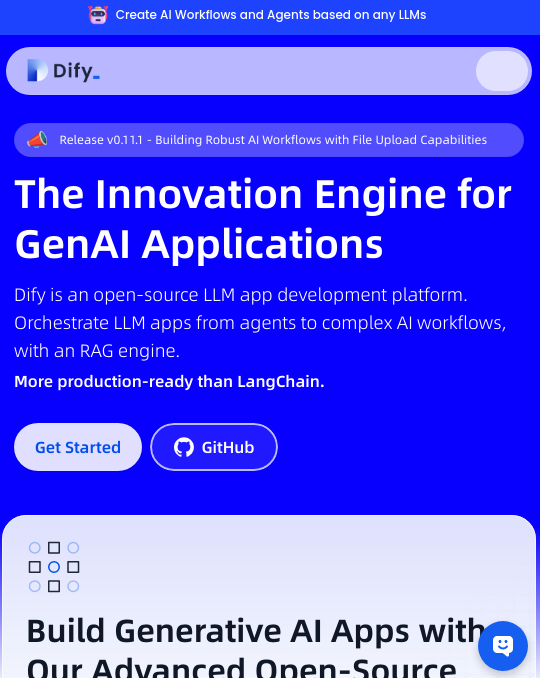 Create AI Workflows and Agents based on any LLMs
Dify_
Release v0.11.1 - Building Robust AI Workflows with File Upload Capabilities
The Innovation Engine for
GenAI Applications
Dify is an open-source LLM app development platform.
Orchestrate LLM apps from agents to complex AI workflows,
with an RAG engine.
More production-ready than LangChain.
Get Started
GitHub
Build Generative AI Apps with
Our Advanced Open-Source